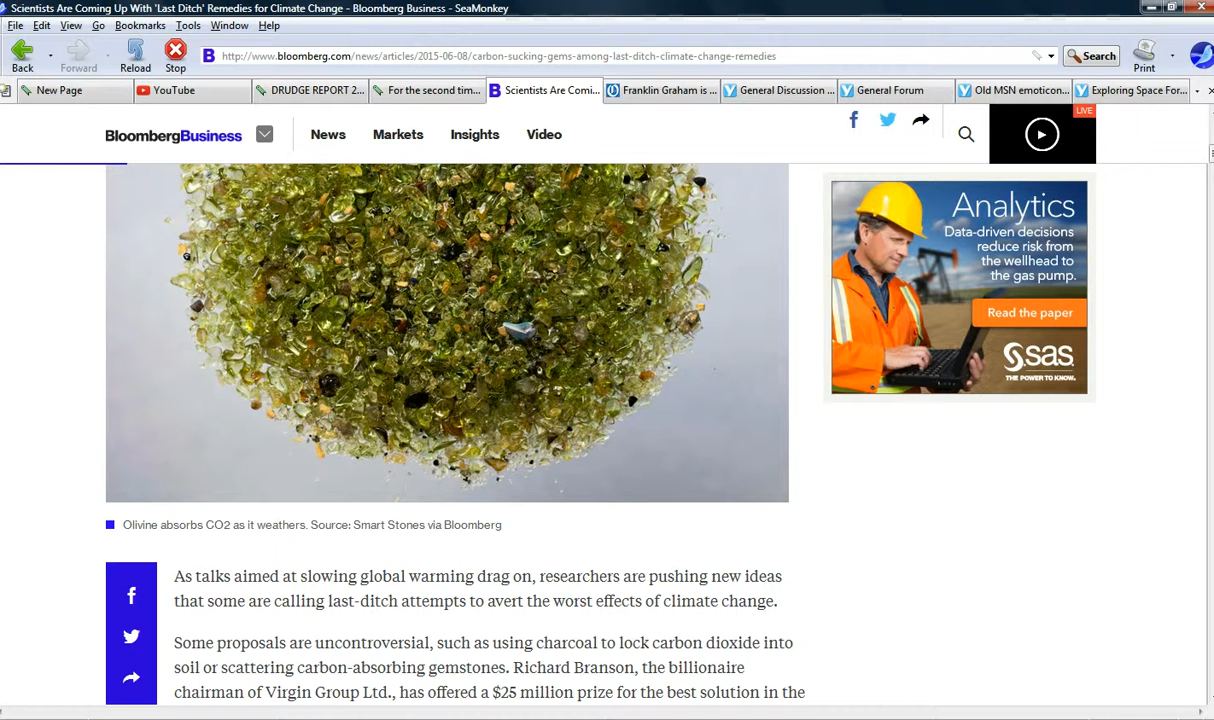 Scientists Are Coming Up With 'Last Ditch' Remedies for Climate Change - Bloomberg Business - SeaMonkey
File Edit View Go Bookmarks Tools Window Help
Back Forward Reload Stop
http://www.bloomberg.com/news/articles/2015-06-08/carbon-sucking-gems-among-last-ditch-climate-change-remedies
Search Print
New Page YouTube DRUDGE REPORT 2... For the second tim... Scientists Are Comi... Franklin Graham is ... General Discussion ... General Forum Old MSN emoticon... Exploring Space For...
BloombergBusiness News Markets Insights Video LIVE
Analytics
Data-driven decisions
reduce risk from
the wellhead to
the gas pump.
Read the paper
sas
THE POWER TO KNOW.
Olivine absorbs CO2 as it weathers. Source: Smart Stones via Bloomberg
As talks aimed at slowing global warming drag on, researchers are pushing new ideas
that some are calling last-ditch attempts to avert the worst effects of climate change.
Some proposals are uncontroversial, such as using charcoal to lock carbon dioxide into
soil or scattering carbon-absorbing gemstones. Richard Branson, the billionaire
chairman of Virgin Group Ltd., has offered a $25 million prize for the best solution in the